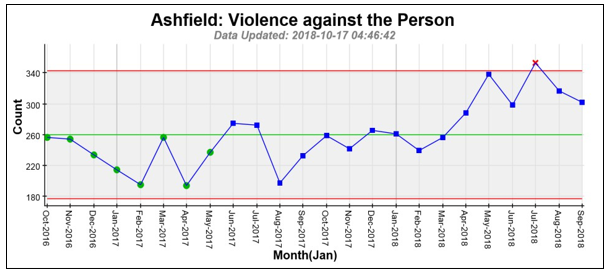 Ashfield: Violence against the Person
Data Updated: 2018-10-17 04:46:42
Count
340
300
260
220
180
Oct-2016
Nov-2016
Dec-2016
Jan-2017
Feb-2017
Mar-2017
Apr-2017
May-2017
Jun-2017
Jul-2017
Aug-2017
Sep-2017
Oct-2017
Nov-2017
Dec-2017
Jan-2018
Feb-2018
Mar-2018
Apr-2018
May-2018
Jun-2018
Jul-2018
Aug-2018
Sep-2018
Month(Jan)